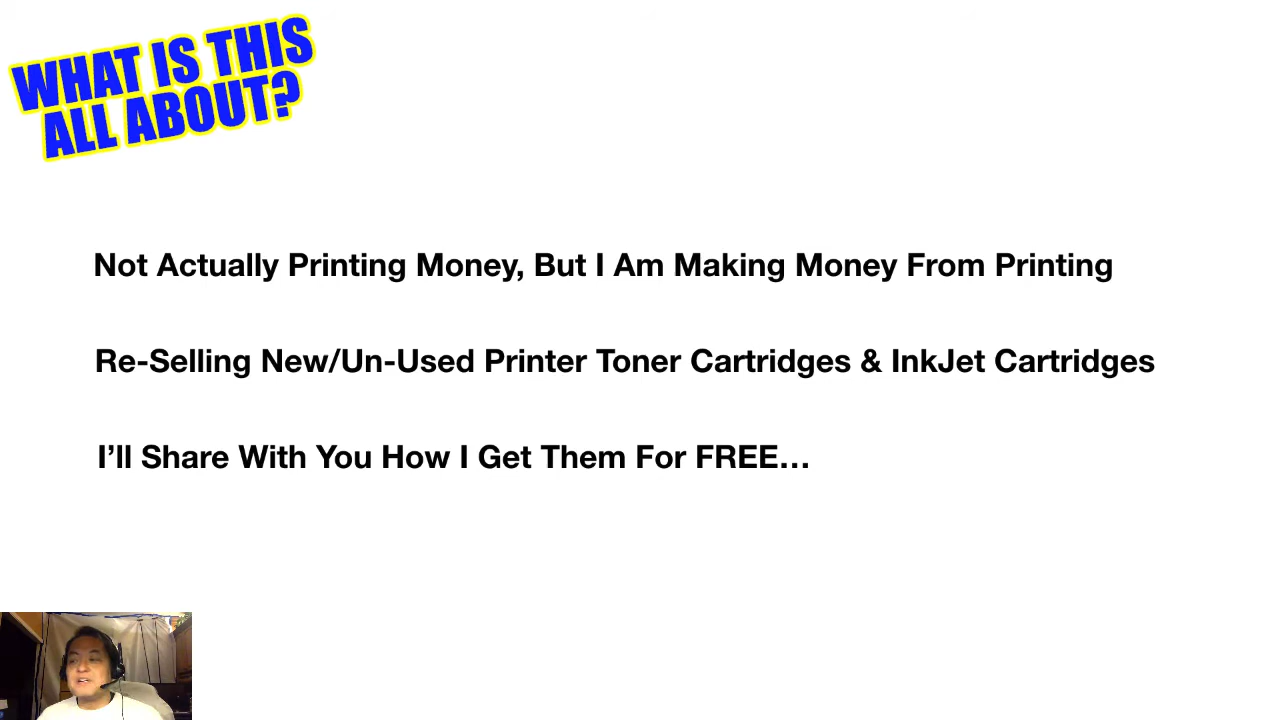 WHAT IS THIS
ALL ABOUT?
Not Actually Printing Money, But I Am Making Money From Printing
Re-Selling New/Un-Used Printer Toner Cartridges & InkJet Cartridges
I’ll Share With You How I Get Them For FREE…